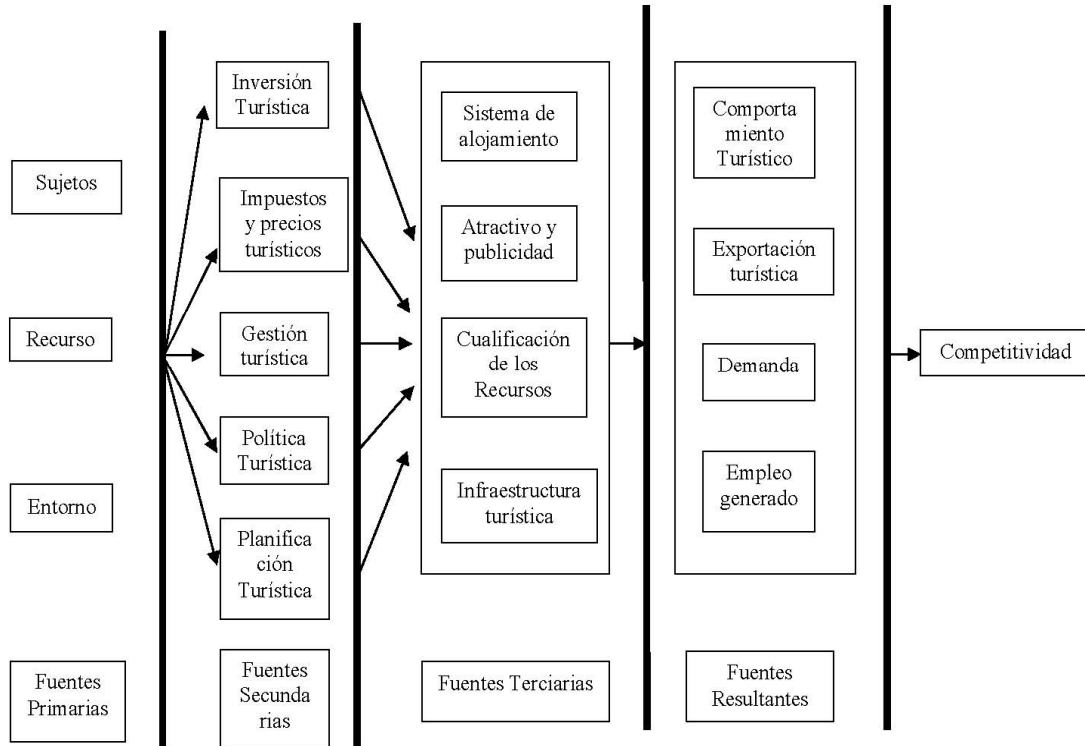 Sujetos
Recurso
Entorno
Fuentes
Primarias
Inversión
Turística
Impuestos
y precios
turísticos
Gestión
turística
Política
Turística
Planifica
ción
Turística
Fuentes
Secunda
rias
Sistema de
alojamiento
Atractivo y
publicidad
Cualificación
de los
Recursos
Infraestructura
turística
Fuentes Terciarias
Comporta
miento
Turístico
Exportación
turística
Demanda
Empleo
generado
Fuentes
Resultantes
Competitividad